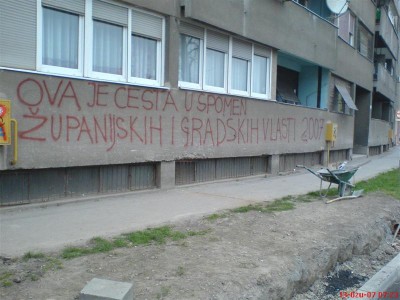 OVA JE CESTA U SPOMEN
ŽUPANIJSKIH I GRADSKIH VLASTI 2007